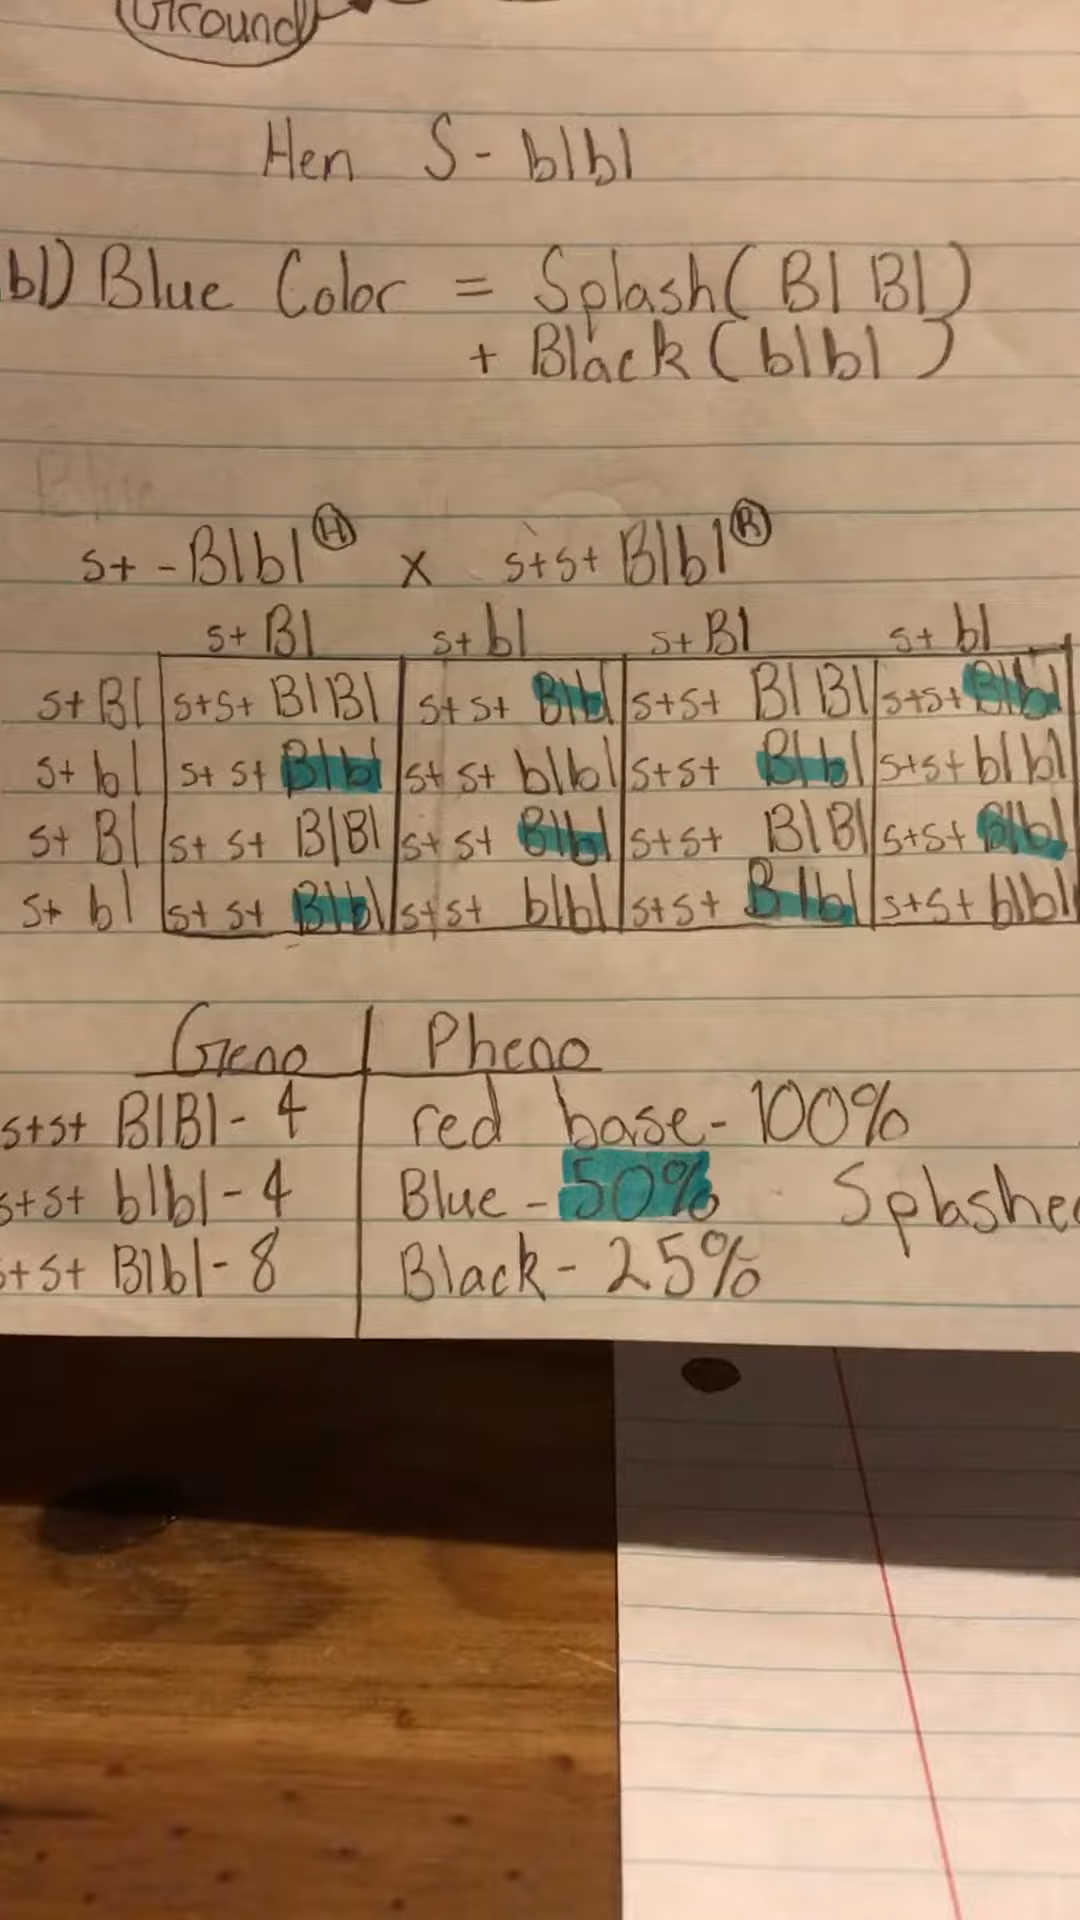 Ground
Hen S- blbl
bl) Blue Color = Splash (Bl Bl)
+ Black (blbl)
Blue
s+ - Blbl H x s+s+ Blbl R
s+ Bl s+ bl s+ Bl s+ bl
s+ Bl s+s+ BlBl s+ s+ Blbl s+s+ Bl Bl s+s+ Blbl
s+ bl s+ s+ Blbl s+ s+ blbl s+s+ Blbl s+s+ blbl
s+ Bl s+ s+ BlBl s+ s+ Blbl s+s+ BlBl s+s+ Blbl
s+ bl s+ s+ Blbl s+s+ blbl s+s+ Blbl s+s+ blbl
Geno Pheno
s+s+ BlBl - 4 red base - 100%
s+s+ blbl - 4 Blue - 50% Splashe
s+s+ Blbl - 8 Black - 25%